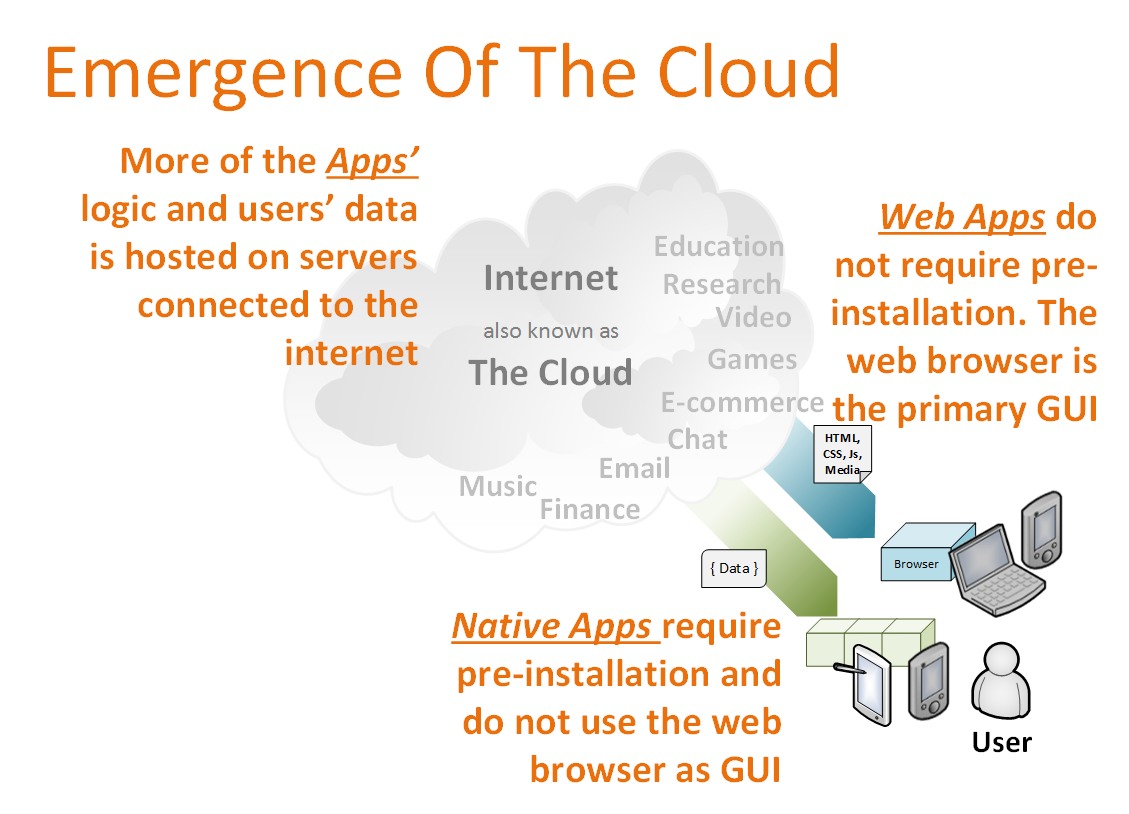 Emergence Of The Cloud
More of the Apps’
logic and users’ data
is hosted on servers
connected to the
internet
Internet
also known as
The Cloud
Education
Research
Video
Games
E-commerce
Chat
Email
Music
Finance
Web Apps do
not require pre-
installation. The
web browser is
the primary GUI
HTML,
CSS, Js,
Media
Browser
{ Data }
Native Apps require
pre-installation and
do not use the web
browser as GUI
User